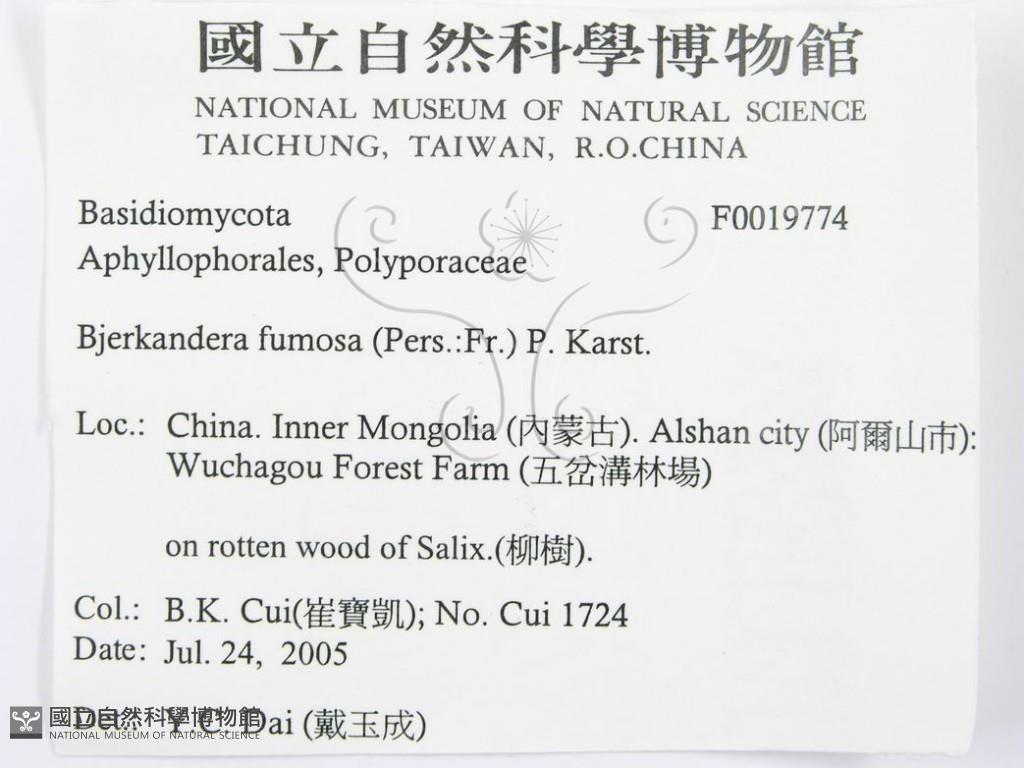 國立自然科學博物館
NATIONAL MUSEUM OF NATURAL SCIENCE
TAICHUNG, TAIWAN, R.O.CHINA
Basidiomycota F0019774
Aphyllophorales, Polyporaceae
Bjerkandera fumosa (Pers.:Fr.) P. Karst.
Loc.: China. Inner Mongolia (內蒙古). Alshan city (阿爾山市):
Wuchagou Forest Farm (五岔溝林場)
on rotten wood of Salix.(柳樹).
Col.: B.K. Cui(崔寶凱); No. Cui 1724
Date: Jul. 24, 2005
Det.: Y.C. Dai (戴玉成)
國立自然科學博物館
NATIONAL MUSEUM OF NATURAL SCIENCE